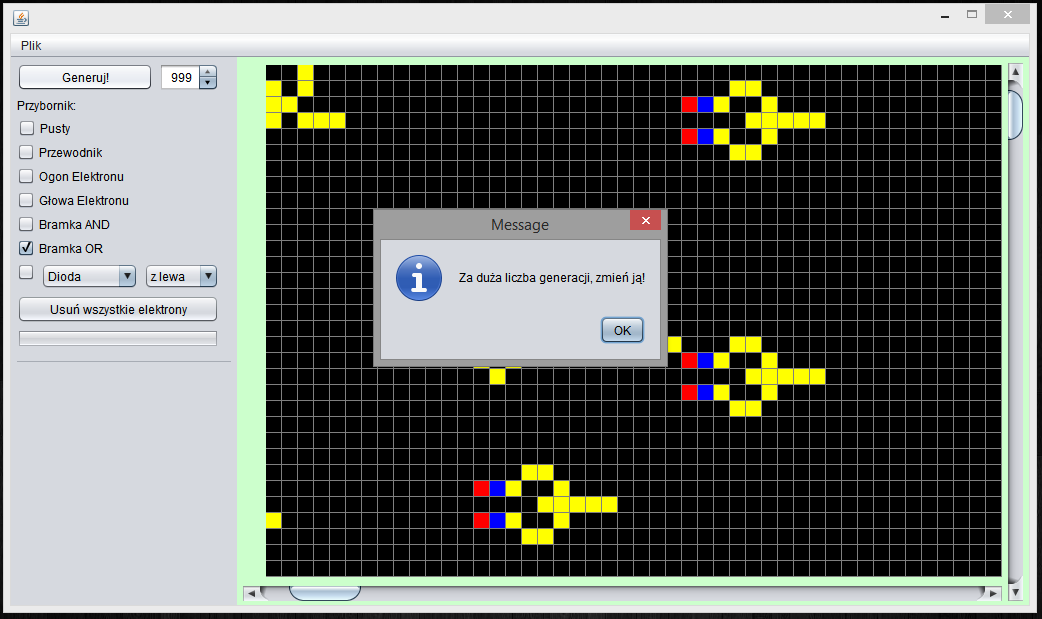 Plik
Generuj!
999
Przybornik:
Pusty
Przewodnik
Ogon Elektronu
Głowa Elektronu
Bramka AND
Bramka OR
Dioda
z lewa
Usuń wszystkie elektrony
Message
Za duża liczba generacji, zmień ją!
OK